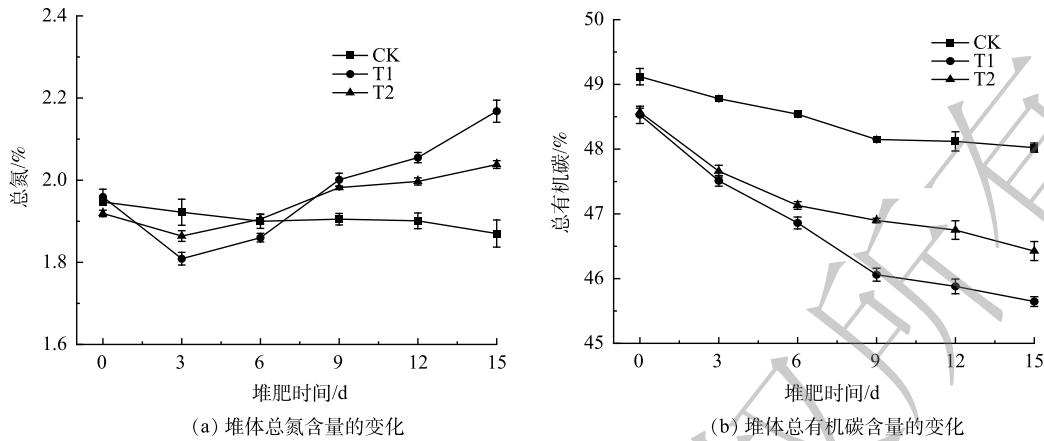 2.4
2.2
2.0
1.8
1.6
总氮/%
CK
T1
T2
0 3 6 9 12 15
堆肥时间/d
(a) 堆体总氮含量的变化
50
49
48
47
46
45
总有机碳/%
CK
T1
T2
0 3 6 9 12 15
堆肥时间/d
(b) 堆体总有机碳含量的变化
权所有